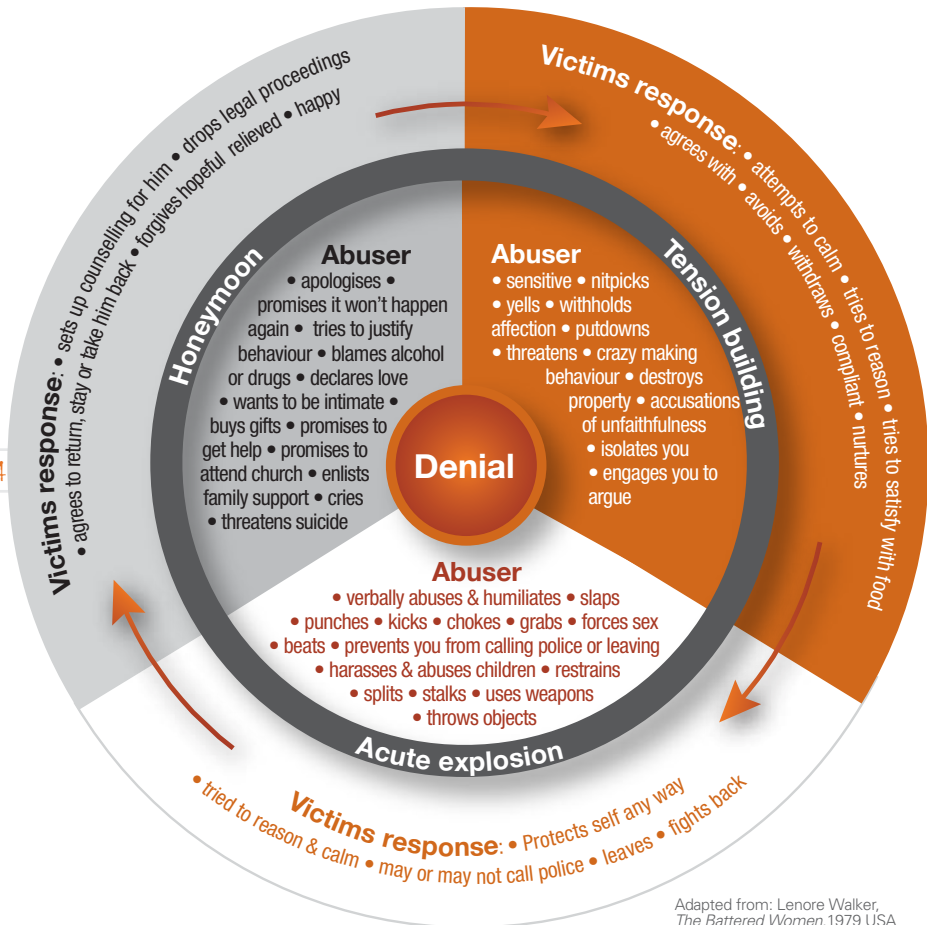 Victims response: • sets up counselling for him • drops legal proceedings
• agrees to return, stay or take him back • forgives hopeful relieved • happy
Honeymoon
Abuser
• apologises •
promises it won't happen
again • tries to justify
behaviour • blames alcohol
or drugs • declares love
• wants to be intimate •
buys gifts • promises to
get help • promises to
attend church • enlists
family support • cries
• threatens suicide
Victims response: • attempts to calm • tries to reason • tries to satisfy with food
• agrees with • avoids • withdraws • compliant • nurtures
Tension building
Abuser
• sensitive • nitpicks
• yells • withholds
affection • putdowns
• threatens • crazy making
behaviour • destroys
property • accusations
of unfaithfulness
• isolates you
• engages you to
argue
Denial
Abuser
• verbally abuses & humiliates • slaps
• punches • kicks • chokes • grabs • forces sex
• beats • prevents you from calling police or leaving
• harasses & abuses children • restrains
• splits • stalks • uses weapons
• throws objects
Acute explosion
Victims response: • Protects self any way
• tried to reason & calm • may or may not call police • leaves • fights back
Adapted from: Lenore Walker,
The Battered Women,1979 USA